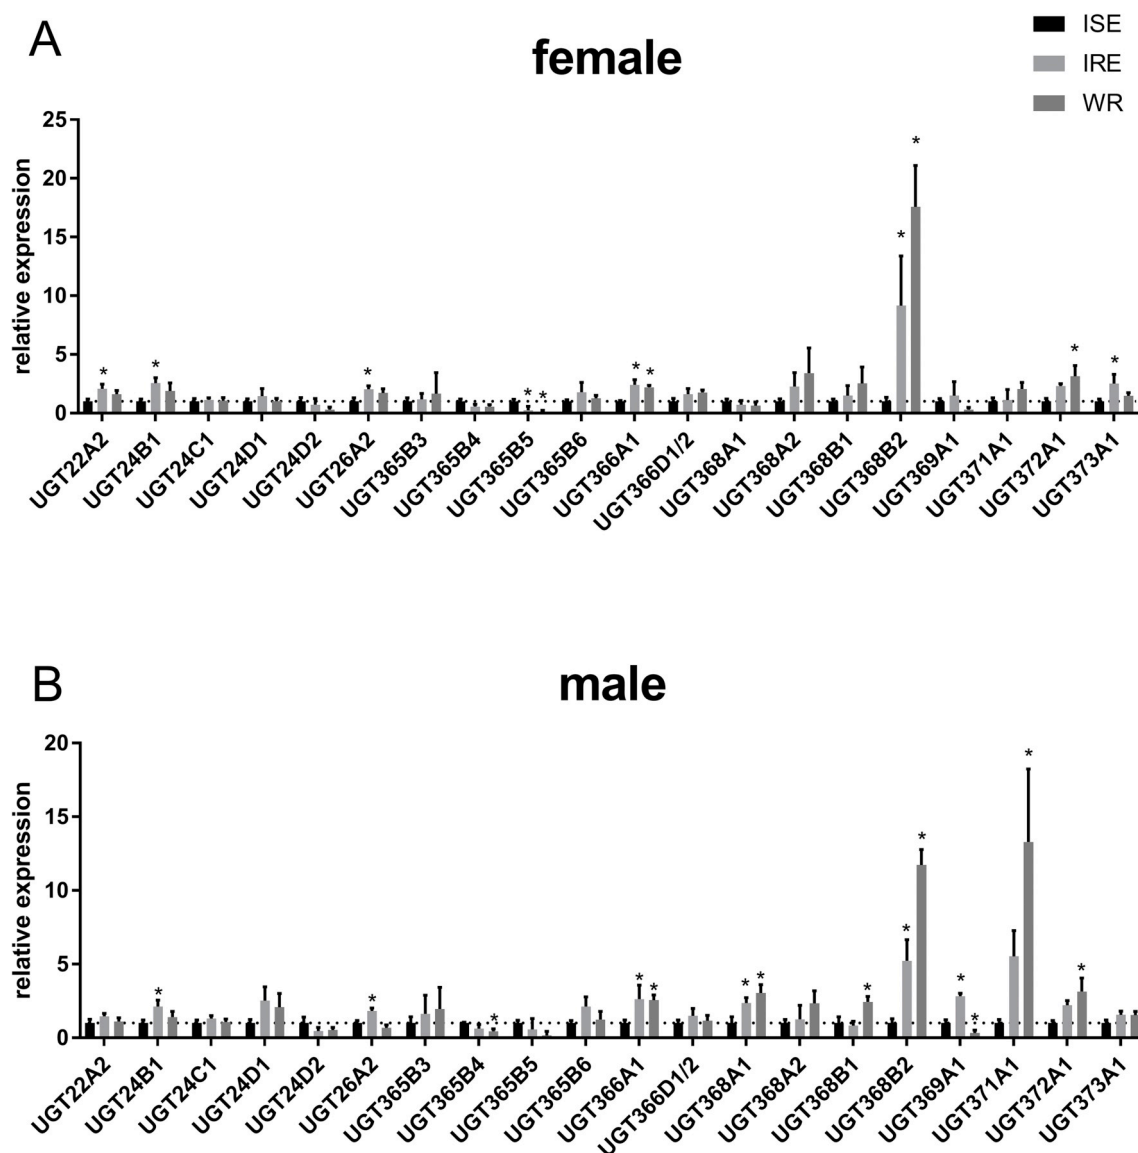 A
female
ISE
IRE
WR
relative expression
25
20
15
10
5
0
* * * * * * * * * * * *
UGT22A2
UGT24B1
UGT24C1
UGT24D1
UGT24D2
UGT26A2
UGT365B3
UGT365B4
UGT365B5
UGT365B6
UGT366A1
UGT366D1/2
UGT368A1
UGT368A2
UGT368B1
UGT368B2
UGT369A1
UGT371A1
UGT372A1
UGT373A1
B
male
relative expression
20
15
10
5
0
* * * * * * * * * * * * * *
UGT22A2
UGT24B1
UGT24C1
UGT24D1
UGT24D2
UGT26A2
UGT365B3
UGT365B4
UGT365B5
UGT365B6
UGT366A1
UGT366D1/2
UGT368A1
UGT368A2
UGT368B1
UGT368B2
UGT369A1
UGT371A1
UGT372A1
UGT373A1